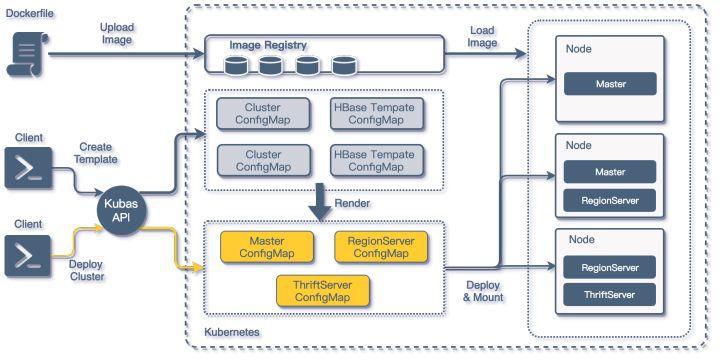 Dockerfile
Upload
Image
Image Registry
Load
Image
Node
Master
Cluster
ConfigMap
HBase Tempate
ConfigMap
Client
Create
Template
Cluster
ConfigMap
HBase Tempate
ConfigMap
Node
Master
RegionServer
Kubas
API
Render
Client
Deploy
Cluster
Master
ConfigMap
RegionServer
ConfigMap
ThriftServer
ConfigMap
Deploy
& Mount
Node
RegionServer
ThriftServer
Kubernetes